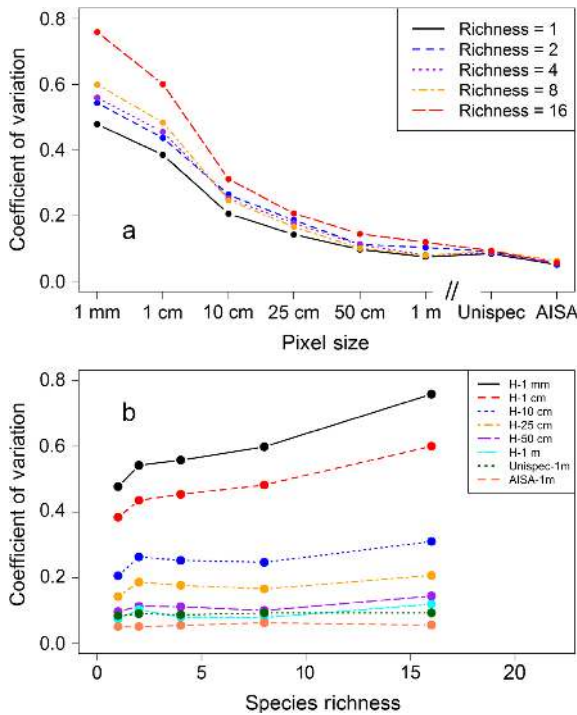 0.8
0.6
0.4
0.2
0.0
Coefficient of variation
a
Richness = 1
Richness = 2
Richness = 4
Richness = 8
Richness = 16
1 mm 1 cm 10 cm 25 cm 50 cm 1 m // Unispec AISA
Pixel size
0.8
0.6
0.4
0.2
0.0
Coefficient of variation
b
H-1 mm
H-1 cm
H-10 cm
H-25 cm
H-50 cm
H-1 m
Unispec-1m
AISA-1m
0 5 10 15 20
Species richness